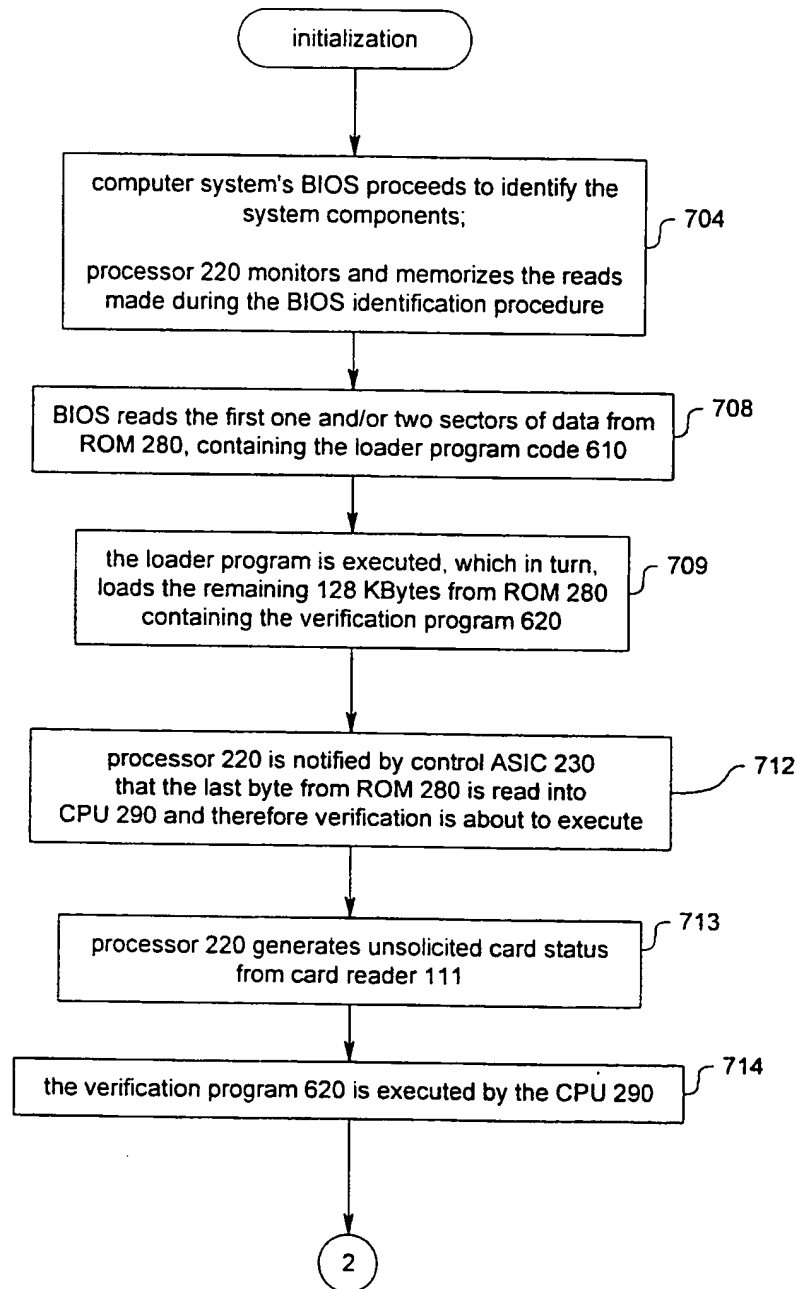 initialization
computer system's BIOS proceeds to identify the
system components;
processor 220 monitors and memorizes the reads
made during the BIOS identification procedure
704
BIOS reads the first one and/or two sectors of data from
ROM 280, containing the loader program code 610
708
the loader program is executed, which in turn,
loads the remaining 128 KBytes from ROM 280
containing the verification program 620
709
processor 220 is notified by control ASIC 230
that the last byte from ROM 280 is read into
CPU 290 and therefore verification is about to execute
712
processor 220 generates unsolicited card status
from card reader 111
713
the verification program 620 is executed by the CPU 290
714
2